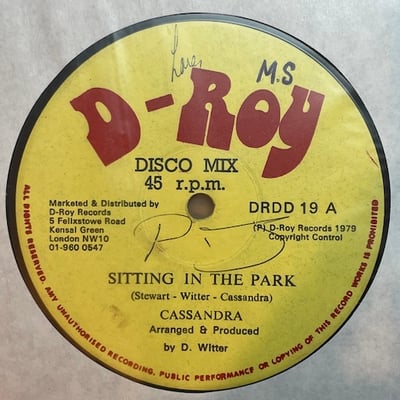 Lover
M.S
D-Roy
DISCO MIX
45 r.p.m.
Marketed & Distributed by
D-Roy Records
5 Felixstowe Road
Kensal Green
London NW10
01-960 0547
DRDD 19 A
(P) D-Roy Records 1979
Copyright Control
SITTING IN THE PARK
(Stewart - Witter - Cassandra)
CASSANDRA
Arranged & Produced
by D. Witter
ALL RIGHTS RESERVED. ANY UNAUTHORISED RECORDING, PUBLIC PERFORMANCE OR COPYING OF THIS RECORD WORKS IS PROHIBITED